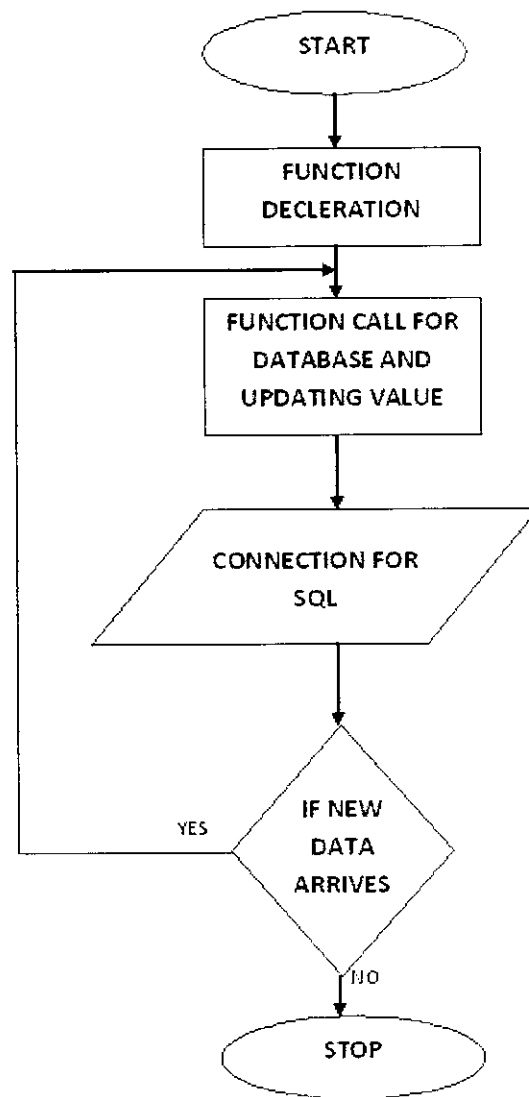 START
FUNCTION
DECLERATION
FUNCTION CALL FOR
DATABASE AND
UPDATING VALUE
CONNECTION FOR
SQL
IF NEW
DATA
ARRIVES
YES
NO
STOP